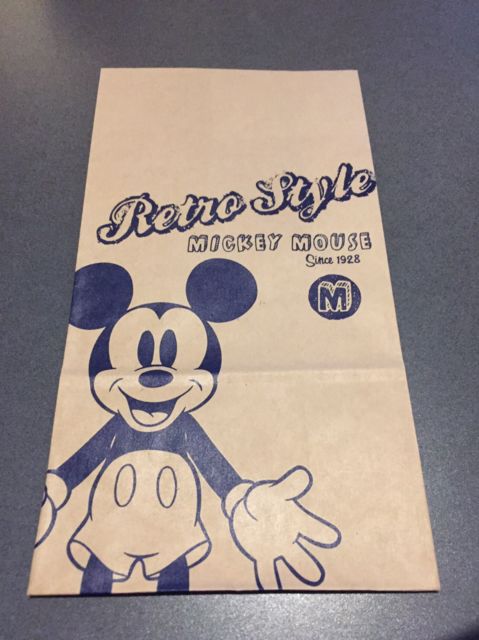 Retro Style
MICKEY MOUSE
Since 1928
M